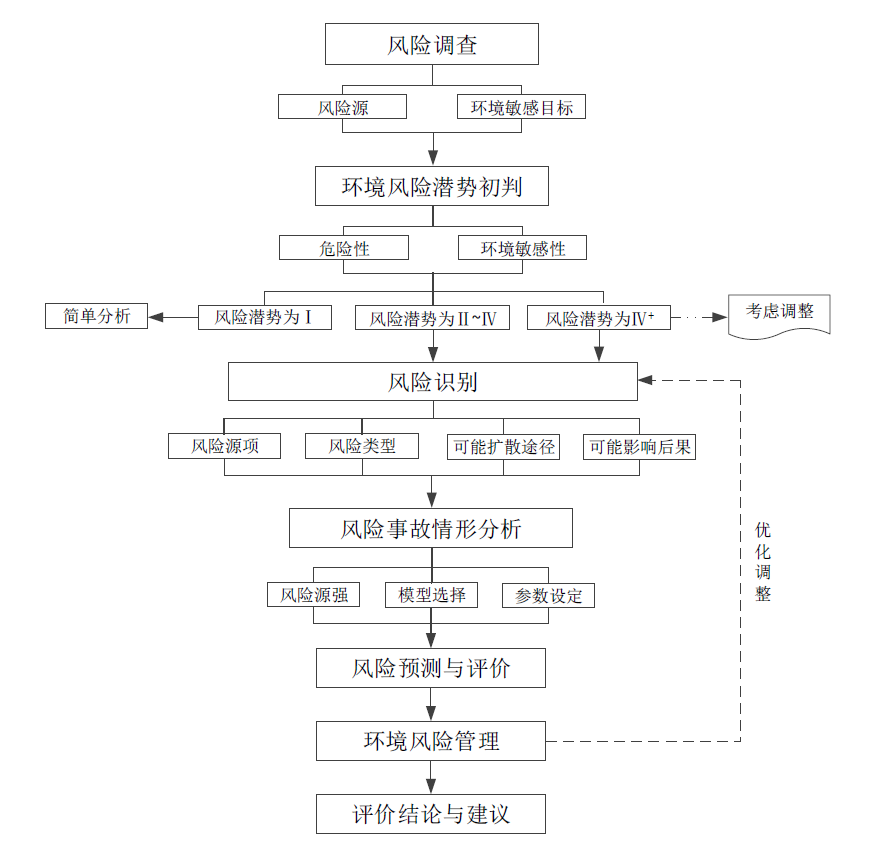 风险调查
风险源
环境敏感目标
环境风险潜势初判
危险性
环境敏感性
简单分析
风险潜势为Ⅰ
风险潜势为Ⅱ~Ⅳ
风险潜势为Ⅳ⁺
考虑调整
风险识别
风险源项
风险类型
可能扩散途径
可能影响后果
风险事故情形分析
风险源强
模型选择
参数设定
优化调整
风险预测与评价
环境风险管理
评价结论与建议